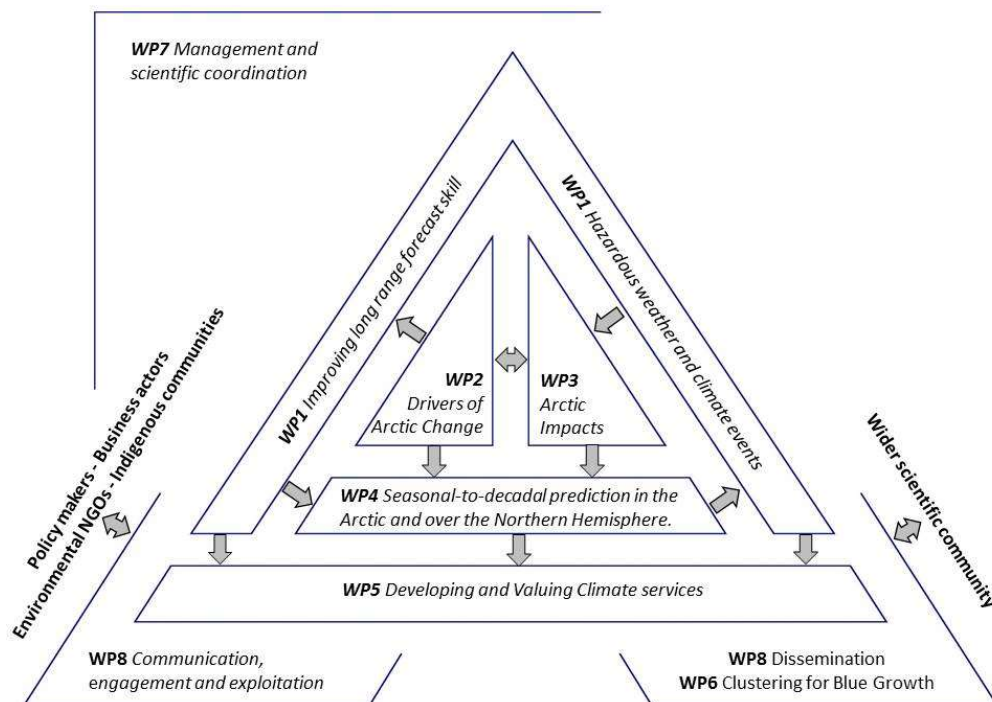 WP7 Management and
scientific coordination
WP1 Improving long range forecast skill
WP1 Hazardous weather and climate events
WP2
Drivers of
Arctic Change
WP3
Arctic
Impacts
WP4 Seasonal-to-decadal prediction in the
Arctic and over the Northern Hemisphere.
Policy makers - Business actors
Environmental NGOs - Indigenous communities
Wider scientific community
WP5 Developing and Valuing Climate services
WP8 Communication,
engagement and exploitation
WP8 Dissemination
WP6 Clustering for Blue Growth